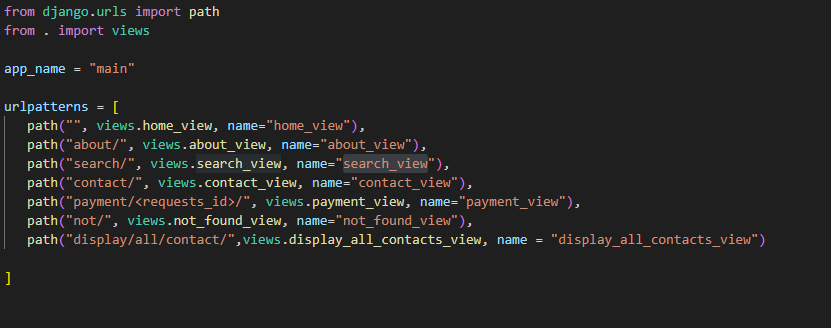 from django.urls import path
from . import views
app_name = "main"
urlpatterns = [
path("", views.home_view, name="home_view"),
path("about/", views.about_view, name="about_view"),
path("search/", views.search_view, name="search_view"),
path("contact/", views.contact_view, name="contact_view"),
path("payment/<requests_id>/", views.payment_view, name="payment_view"),
path("not/", views.not_found_view, name="not_found_view"),
path("display/all/contact/",views.display_all_contacts_view, name = "display_all_contacts_view")
]